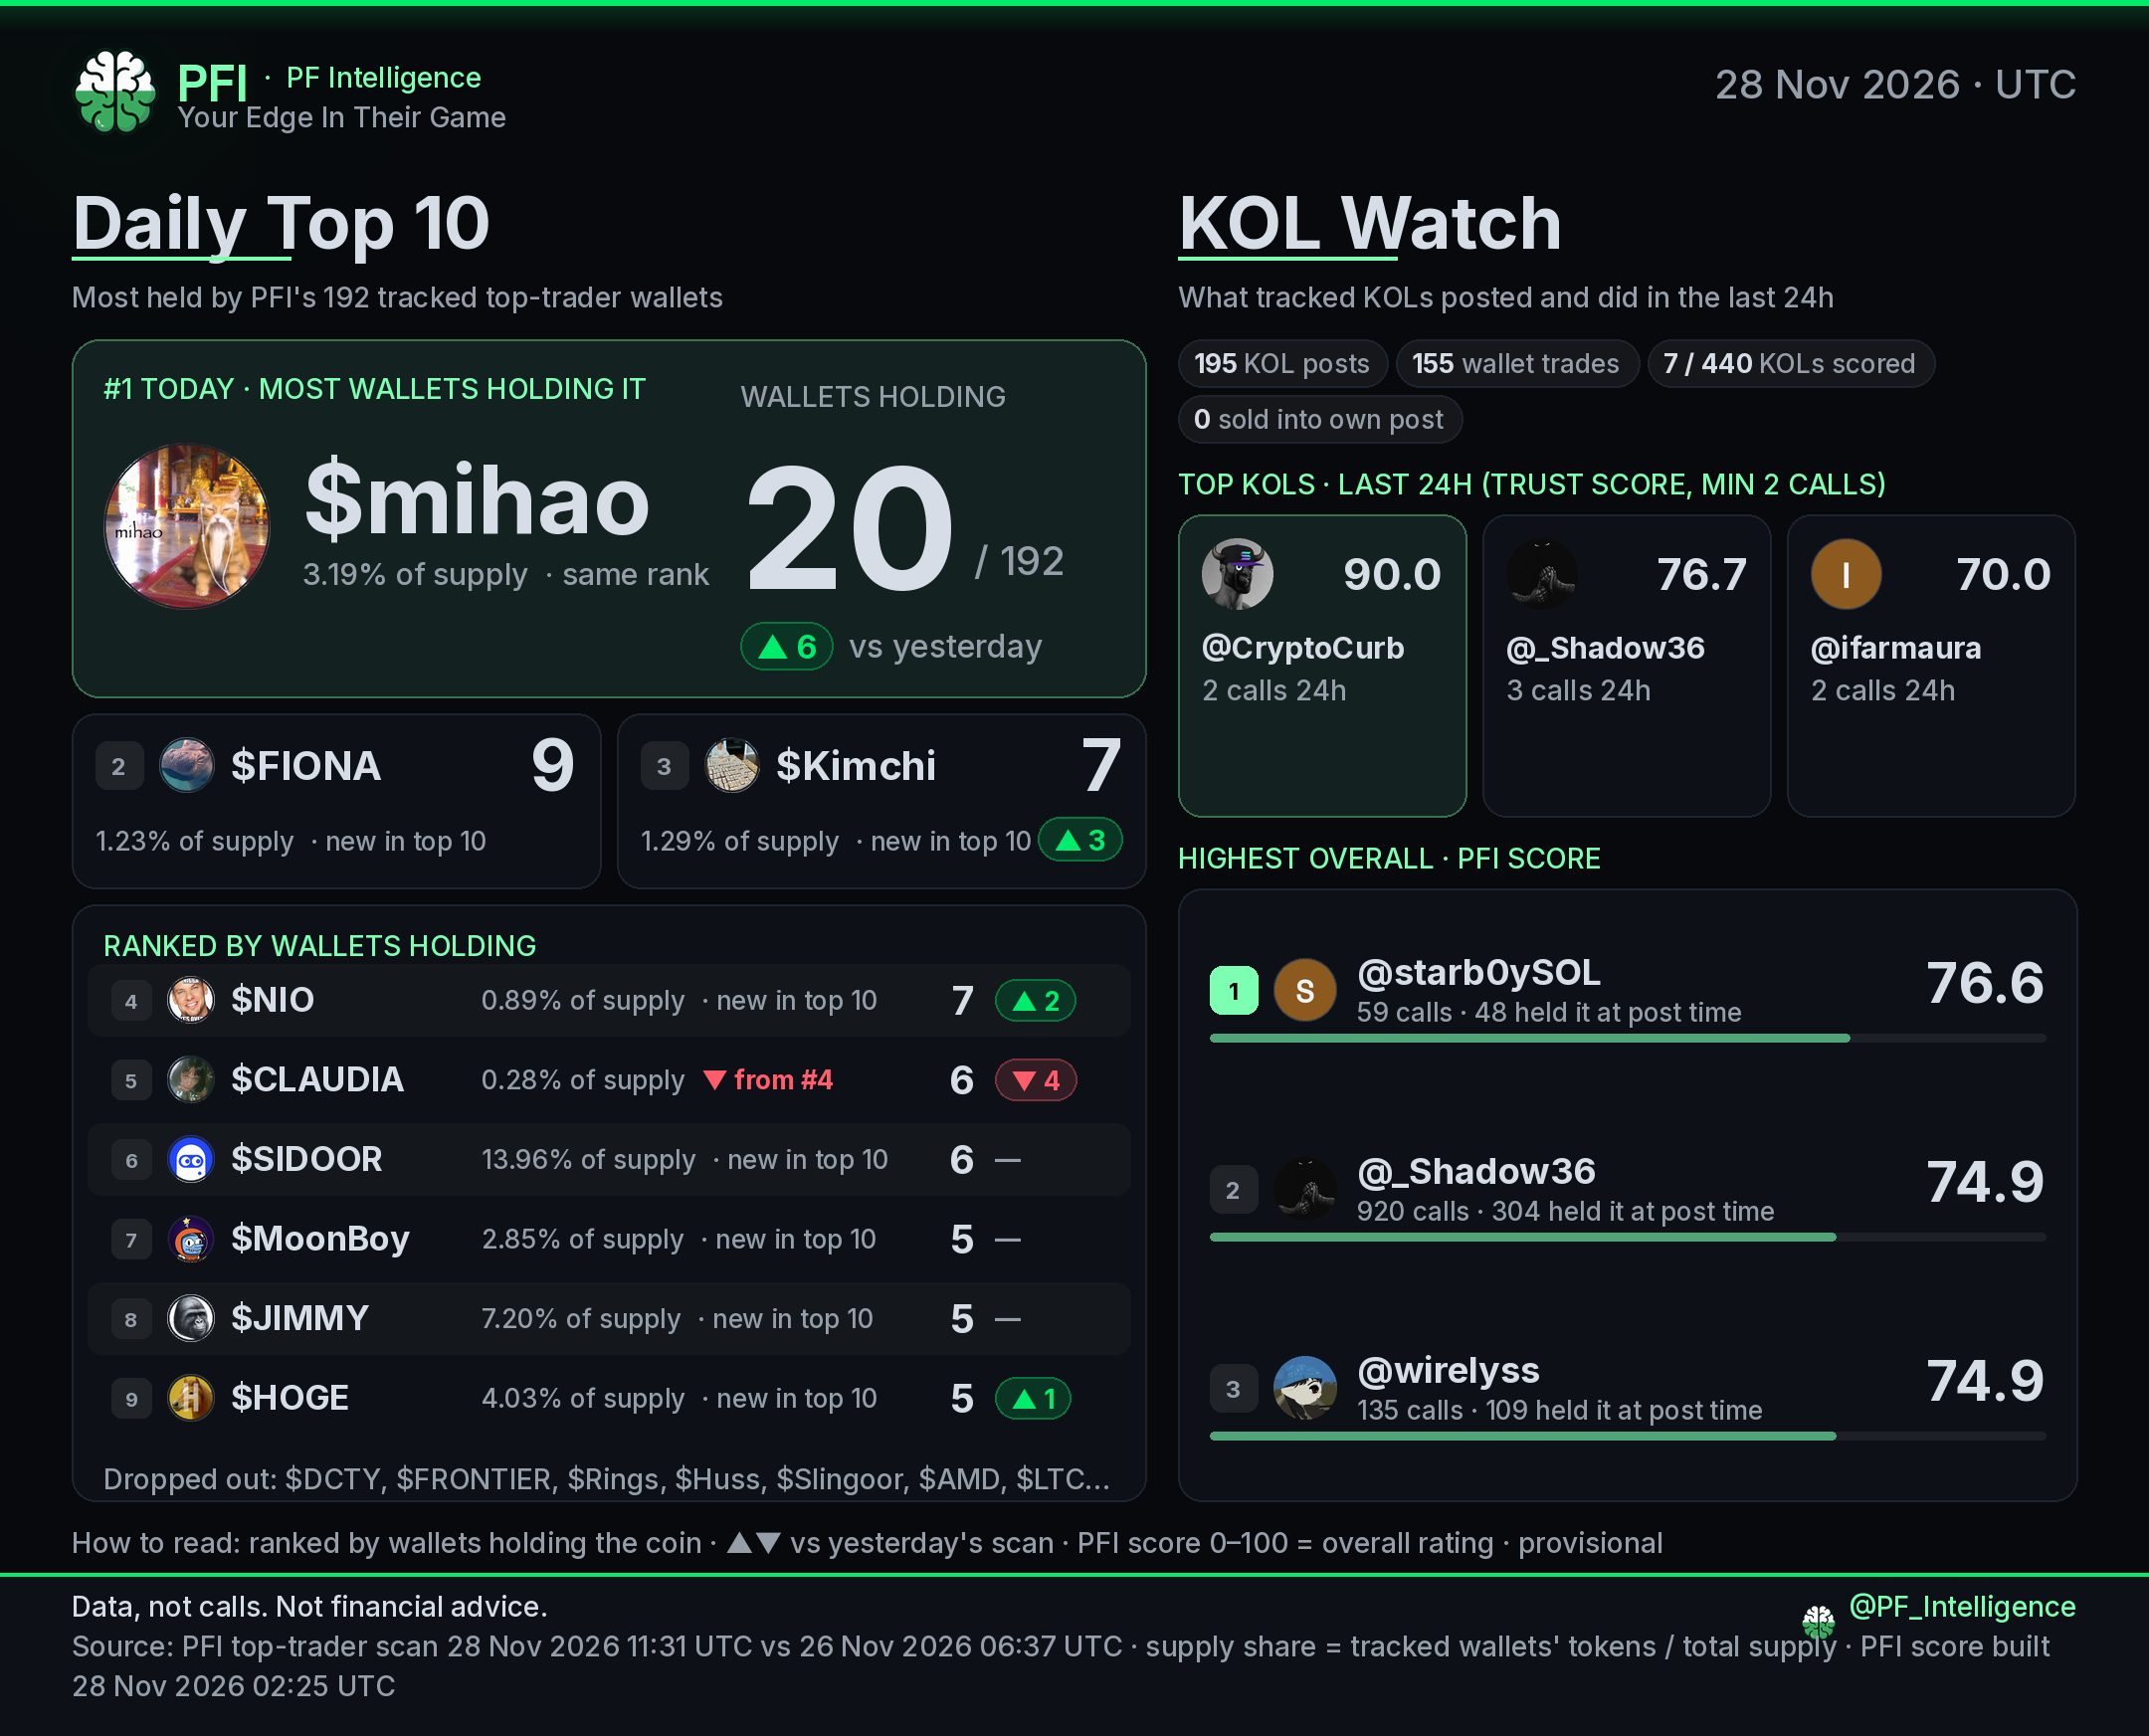 PFI · PF Intelligence
Your Edge In Their Game
28 Nov 2026 · UTC
Daily Top 10
Most held by PFI's 192 tracked top-trader wallets
#1 TODAY · MOST WALLETS HOLDING IT
WALLETS HOLDING
mihao
$mihao
3.19% of supply · same rank
20 / 192
▲ 6 vs yesterday
2 $FIONA 9
1.23% of supply · new in top 10
3 $Kimchi 7
1.29% of supply · new in top 10 ▲ 3
RANKED BY WALLETS HOLDING
4 $NIO 0.89% of supply · new in top 10 7 ▲ 2
5 $CLAUDIA 0.28% of supply ▼ from #4 6 ▼ 4
6 $SIDOOR 13.96% of supply · new in top 10 6 —
7 $MoonBoy 2.85% of supply · new in top 10 5 —
8 $JIMMY 7.20% of supply · new in top 10 5 —
9 $HOGE 4.03% of supply · new in top 10 5 ▲ 1
Dropped out: $DCTY, $FRONTIER, $Rings, $Huss, $Slingoor, $AMD, $LTC...
KOL Watch
What tracked KOLs posted and did in the last 24h
195 KOL posts
155 wallet trades
7 / 440 KOLs scored
0 sold into own post
TOP KOLS · LAST 24H (TRUST SCORE, MIN 2 CALLS)
90.0
@CryptoCurb
2 calls 24h
76.7
@_Shadow36
3 calls 24h
I 70.0
@ifarmaura
2 calls 24h
HIGHEST OVERALL · PFI SCORE
1 S @starb0ySOL 76.6
59 calls · 48 held it at post time
2 @_Shadow36 74.9
920 calls · 304 held it at post time
3 @wirelyss 74.9
135 calls · 109 held it at post time
How to read: ranked by wallets holding the coin · ▲▼ vs yesterday's scan · PFI score 0–100 = overall rating · provisional
Data, not calls. Not financial advice.
@PF_Intelligence
Source: PFI top-trader scan 28 Nov 2026 11:31 UTC vs 26 Nov 2026 06:37 UTC · supply share = tracked wallets' tokens / total supply · PFI score built
28 Nov 2026 02:25 UTC